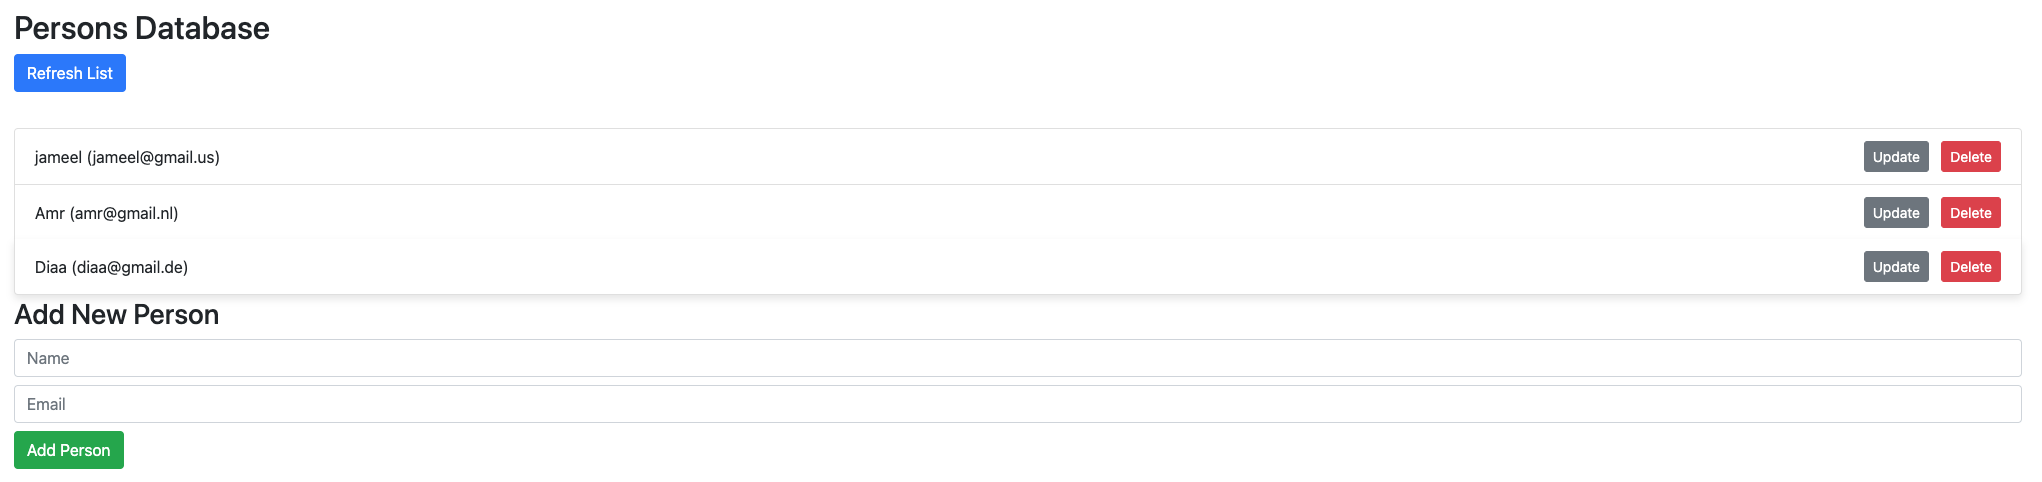 Persons Database
Refresh List
jameel (jameel@gmail.us) Update Delete
Amr (amr@gmail.nl) Update Delete
Diaa (diaa@gmail.de) Update Delete
Add New Person
Name
Email
Add Person